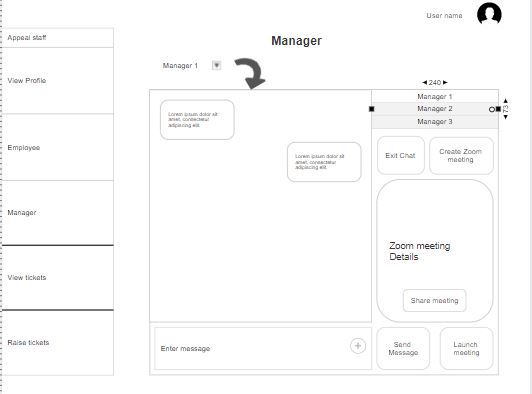 User name
Appeal staff
Manager
View Profile
Manager 1
240
Manager 1
Manager 2
73
Manager 3
Lorem ipsum dolor sit
amet, consectetur
adipiscing elit.
Employee
Lorem ipsum dolor sit
amet, consectetur
adipiscing elit.
Exit Chat
Create Zoom
meeting
Manager
Zoom meeting
Details
View tickets
Share meeting
Raise tickets
Enter message
Send
Message
Launch
meeting